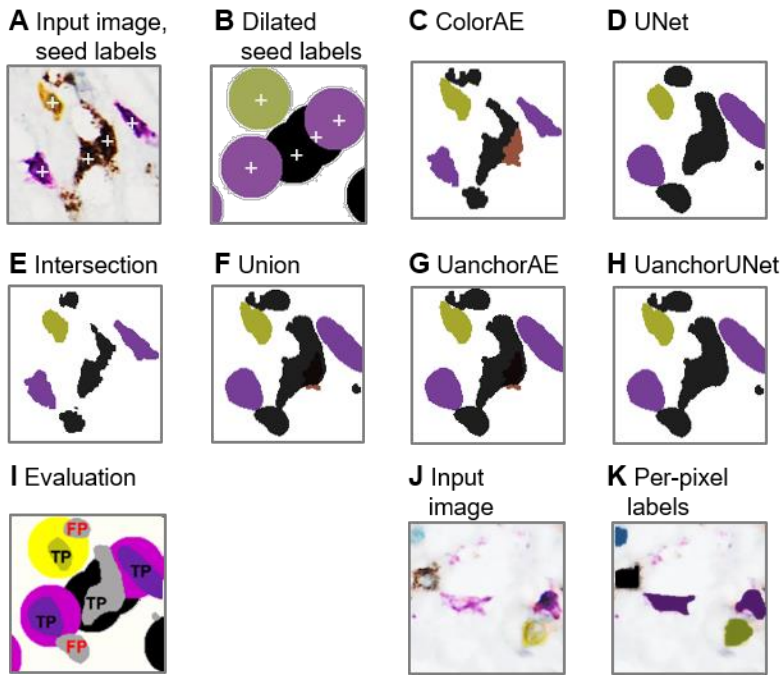 A Input image, seed labels
B Dilated seed labels
C ColorAE
D UNet
E Intersection
F Union
G UanchorAE
H UanchorUNet
I Evaluation
FP
TP
TP
TP
TP
FP
J Input image
K Per-pixel labels